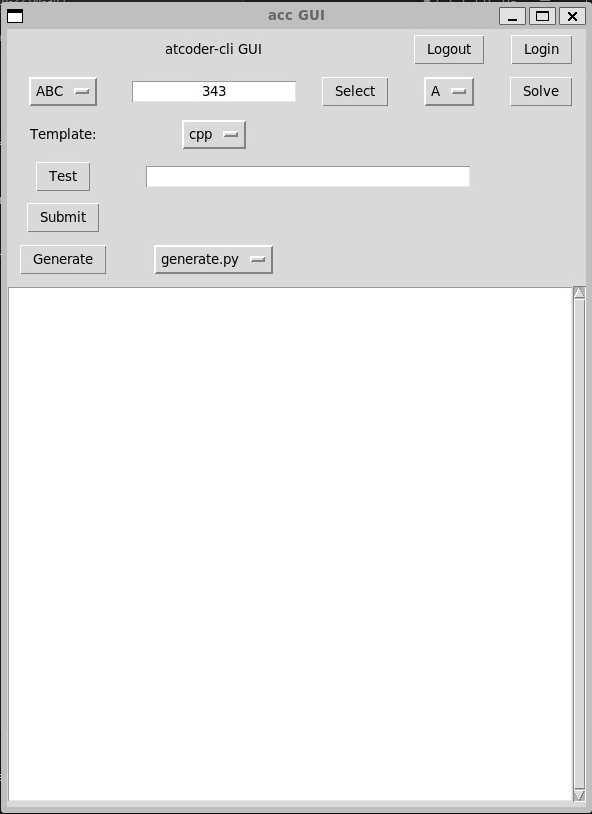 acc GUI
atcoder-cli GUI Logout Login
ABC 343 Select A Solve
Template: cpp
Test
Submit
Generate generate.py